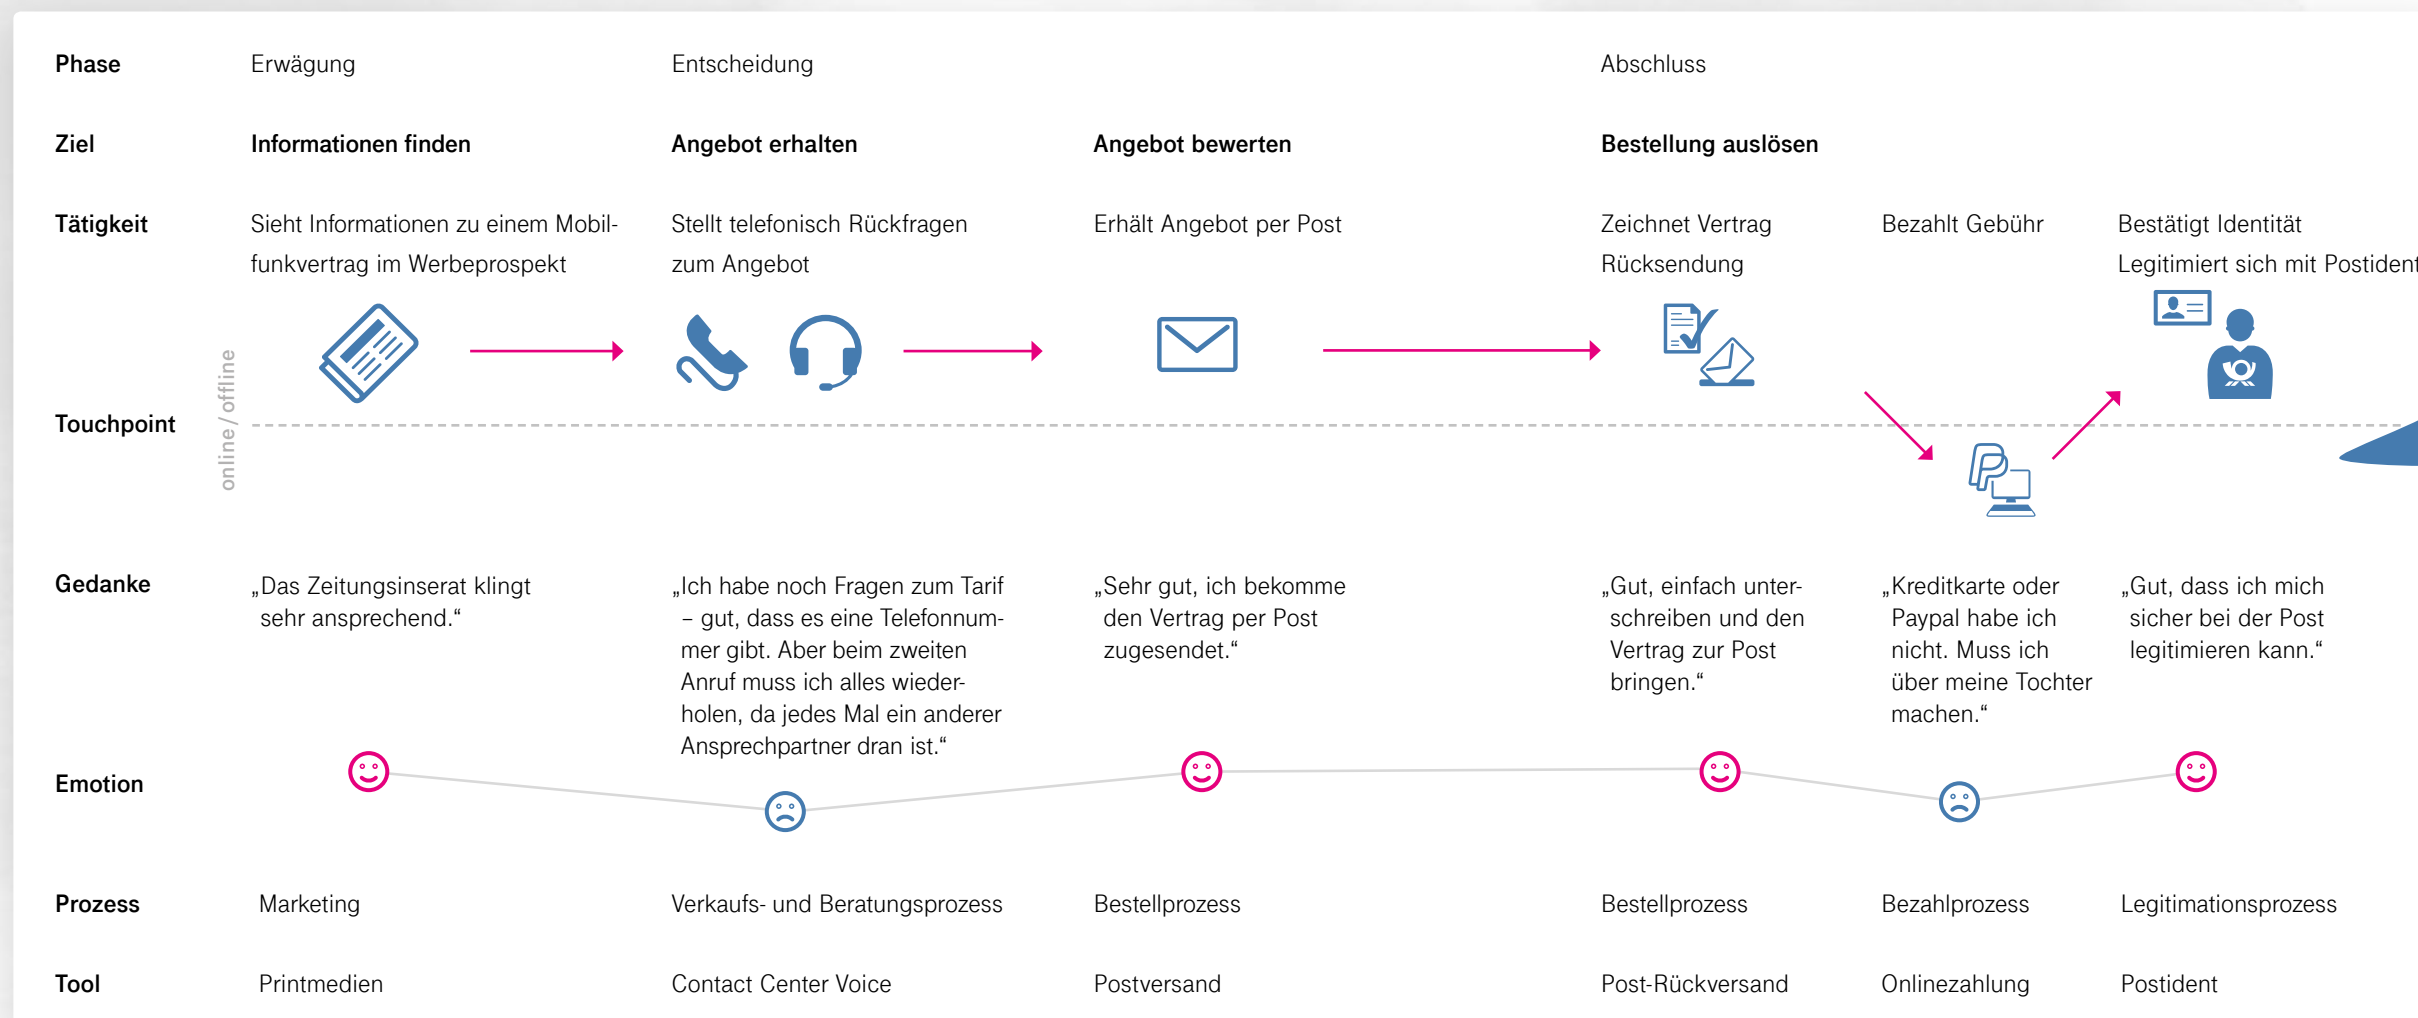 Phase Erwägung Entscheidung Abschluss
Ziel Informationen finden Angebot erhalten Angebot bewerten Bestellung auslösen
Tätigkeit Sieht Informationen zu einem Mobil- Stellt telefonisch Rückfragen Erhält Angebot per Post Zeichnet Vertrag Bezahlt Gebühr Bestätigt Identität
funkvertrag im Werbeprospekt zum Angebot Rücksendung Legitimiert sich mit Postident
Touchpoint
online / offline
Gedanke
„Das Zeitungsinserat klingt
sehr ansprechend.“
„Ich habe noch Fragen zum Tarif
– gut, dass es eine Telefonnum-
mer gibt. Aber beim zweiten
Anruf muss ich alles wieder-
holen, da jedes Mal ein anderer
Ansprechpartner dran ist.“
„Sehr gut, ich bekomme
den Vertrag per Post
zugesendet.“
„Gut, einfach unter-
schreiben und den
Vertrag zur Post
bringen.“
„Kreditkarte oder
Paypal habe ich
nicht. Muss ich
über meine Tochter
machen.“
„Gut, dass ich mich
sicher bei der Post
legitimieren kann.“
Emotion
Prozess Marketing Verkaufs- und Beratungsprozess Bestellprozess Bestellprozess Bezahlprozess Legitimationsprozess
Tool Printmedien Contact Center Voice Postversand Post-Rückversand Onlinezahlung Postident